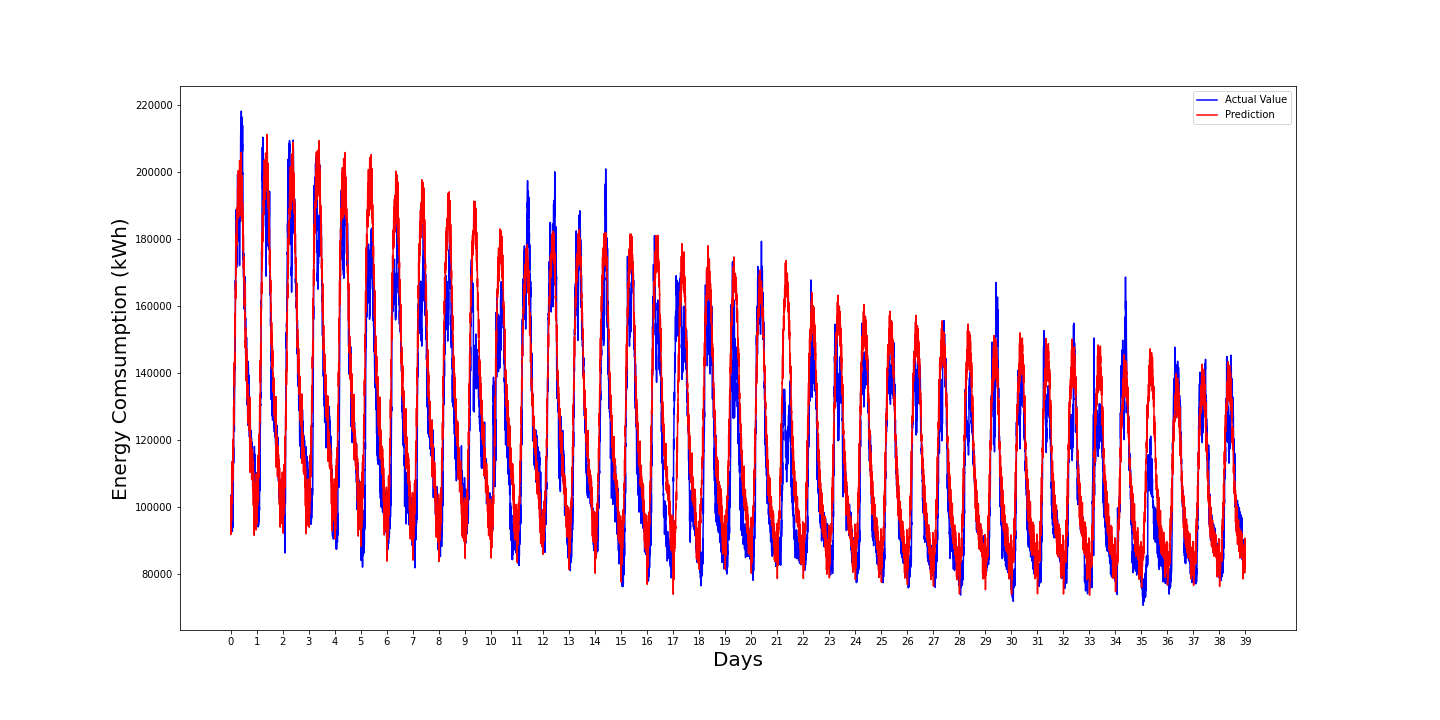 Actual Value
Prediction
Energy Comsumption (kWh)
220000
200000
180000
160000
140000
120000
100000
80000
0 1 2 3 4 5 6 7 8 9 10 11 12 13 14 15 16 17 18 19 20 21 22 23 24 25 26 27 28 29 30 31 32 33 34 35 36 37 38 39
Days